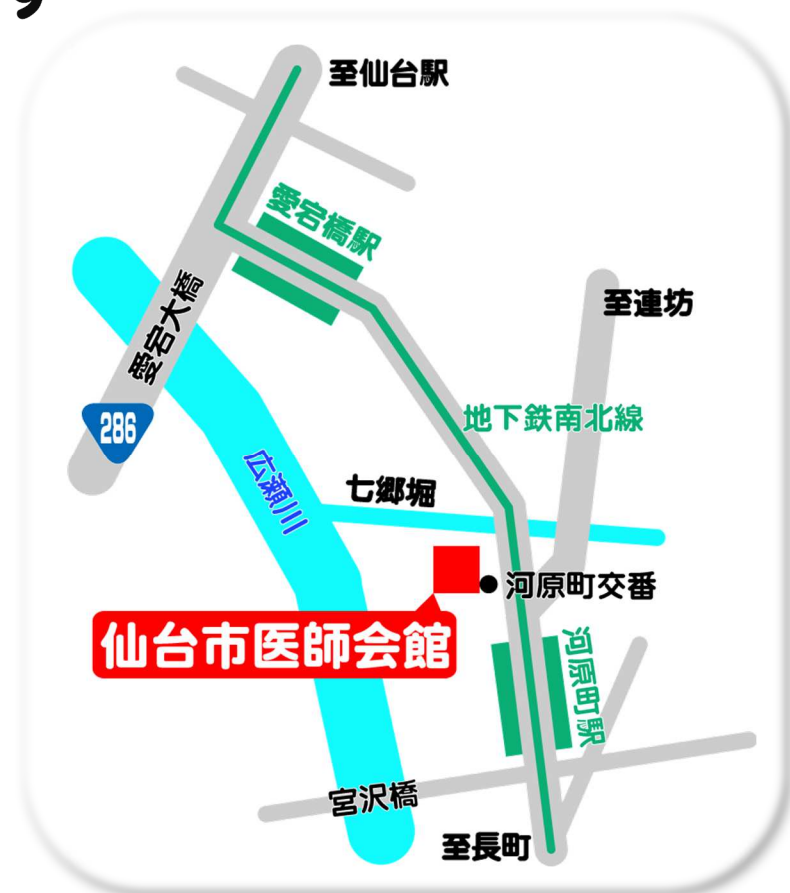 す
至仙台駅
愛宕橋駅
至連坊
愛宕大橋
286
地下鉄南北線
広瀬川
七郷堀
河原町交番
仙台市医師会館
河原町駅
宮沢橋
至長町